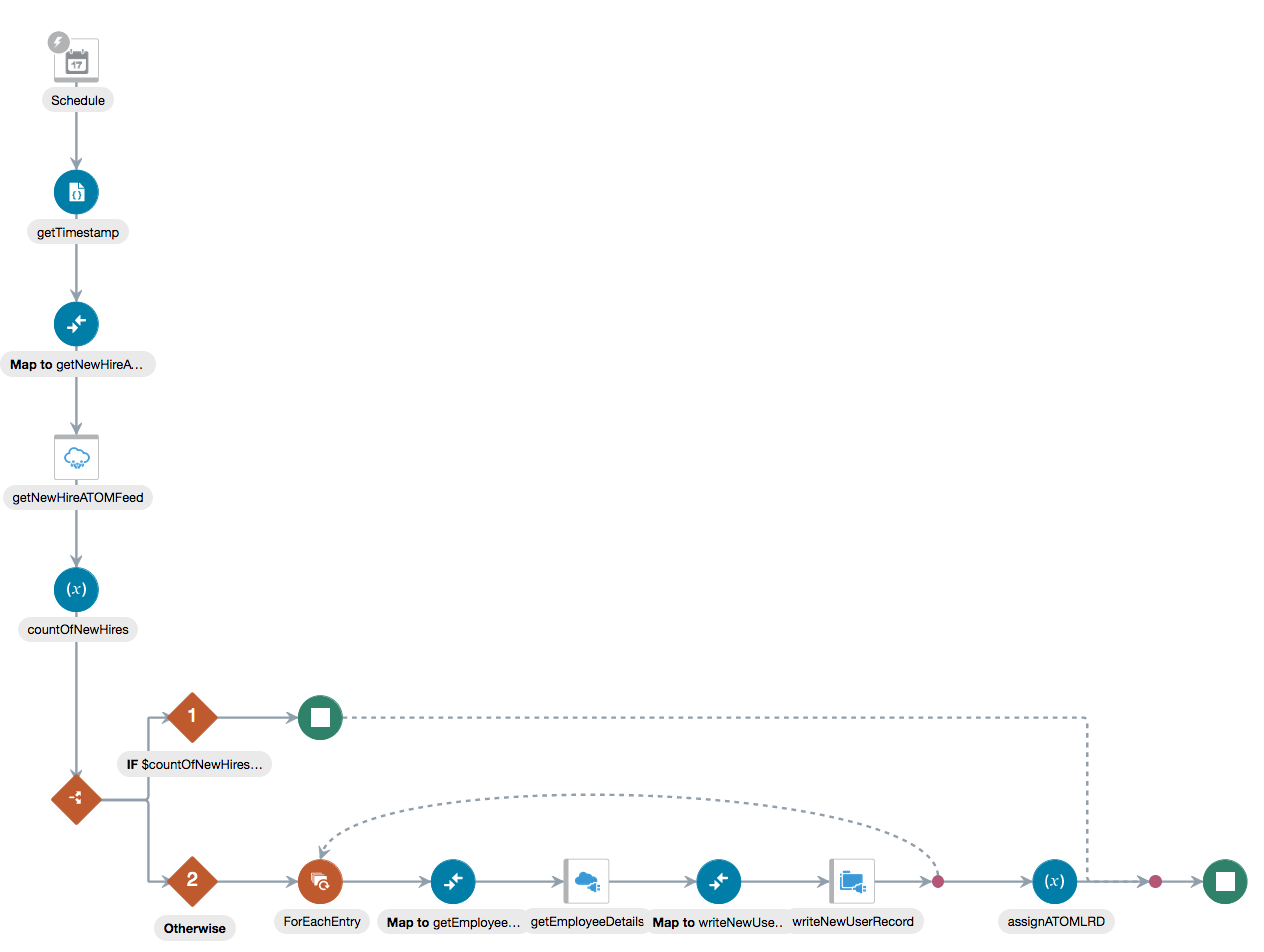 17
Schedule
{}
getTimestamp
Map to getNewHireA...
getNewHireATOMFeed
(x)
countOfNewHires
1
IF $countOfNewHires...
2
Otherwise
ForEachEntry
Map to getEmployee...
getEmployeeDetails
Map to writeNewUse..
writeNewUserRecord
(x)
assignATOMLRD